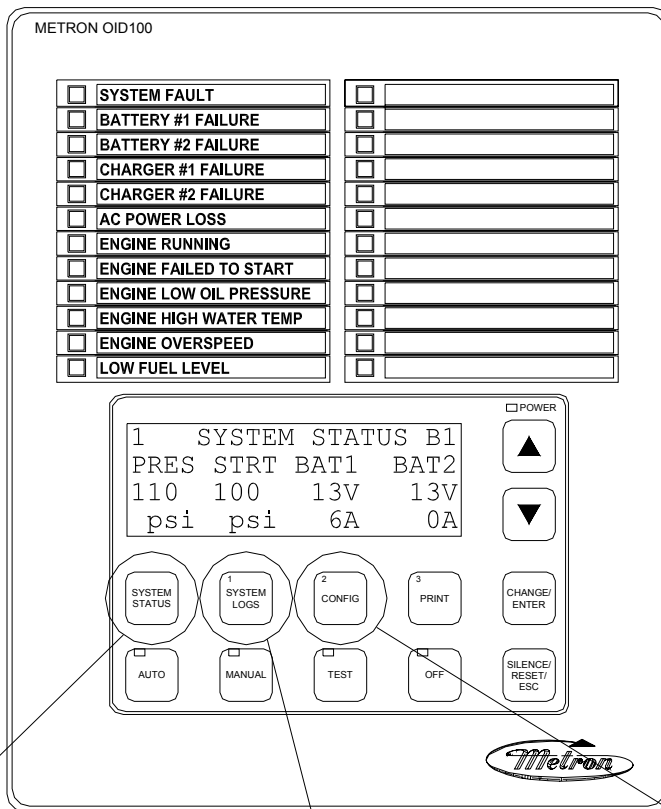 METRON OID100
SYSTEM FAULT
BATTERY #1 FAILURE
BATTERY #2 FAILURE
CHARGER #1 FAILURE
CHARGER #2 FAILURE
AC POWER LOSS
ENGINE RUNNING
ENGINE FAILED TO START
ENGINE LOW OIL PRESSURE
ENGINE HIGH WATER TEMP
ENGINE OVERSPEED
LOW FUEL LEVEL
POWER
1 SYSTEM STATUS B1
PRES STRT BAT1 BAT2
110 100 13V 13V
psi psi 6A 0A
SYSTEM
STATUS
1
SYSTEM
LOGS
2
CONFIG
3
PRINT
CHANGE/
ENTER
AUTO
MANUAL
TEST
OFF
SILENCE/
RESET/
ESC
Metron